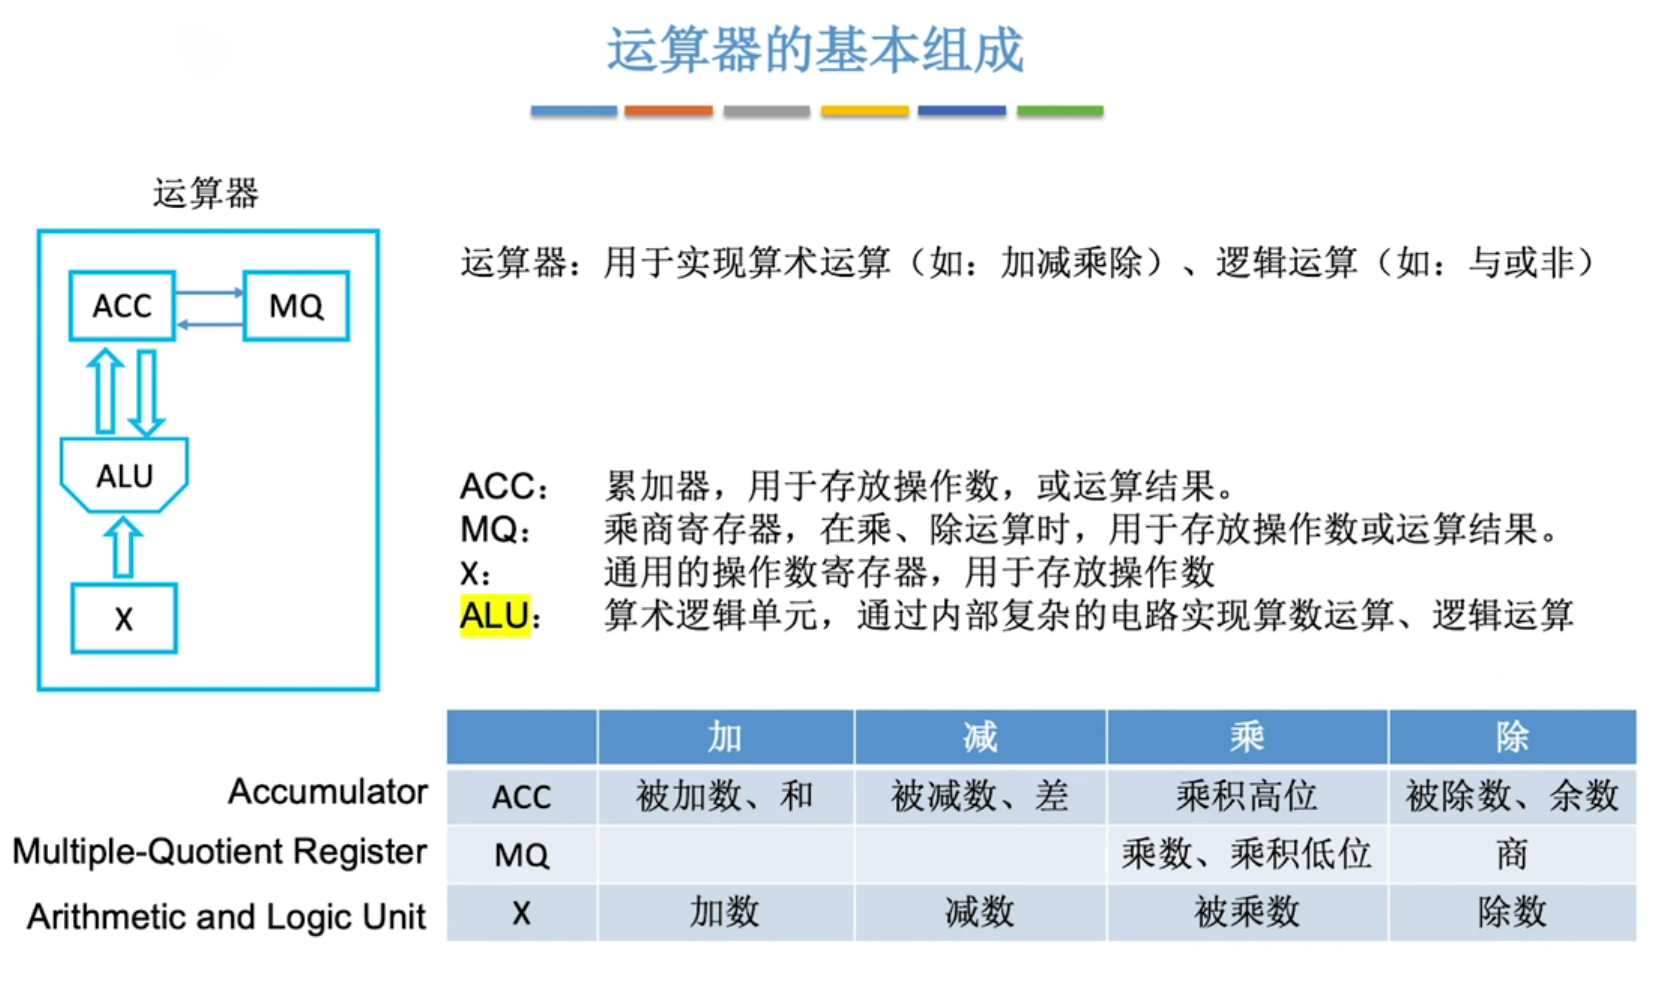 运算器的基本组成
运算器
ACC
MQ
ALU
X
运算器：用于实现算术运算（如：加减乘除）、逻辑运算（如：与或非）
ACC： 累加器，用于存放操作数，或运算结果。
MQ： 乘商寄存器，在乘、除运算时，用于存放操作数或运算结果。
X： 通用的操作数寄存器，用于存放操作数
ALU： 算术逻辑单元，通过内部复杂的电路实现算数运算、逻辑运算
加 减 乘 除
Accumulator ACC 被加数、和 被减数、差 乘积高位 被除数、余数
Multiple-Quotient Register MQ 乘数、乘积低位 商
Arithmetic and Logic Unit X 加数 减数 被乘数 除数